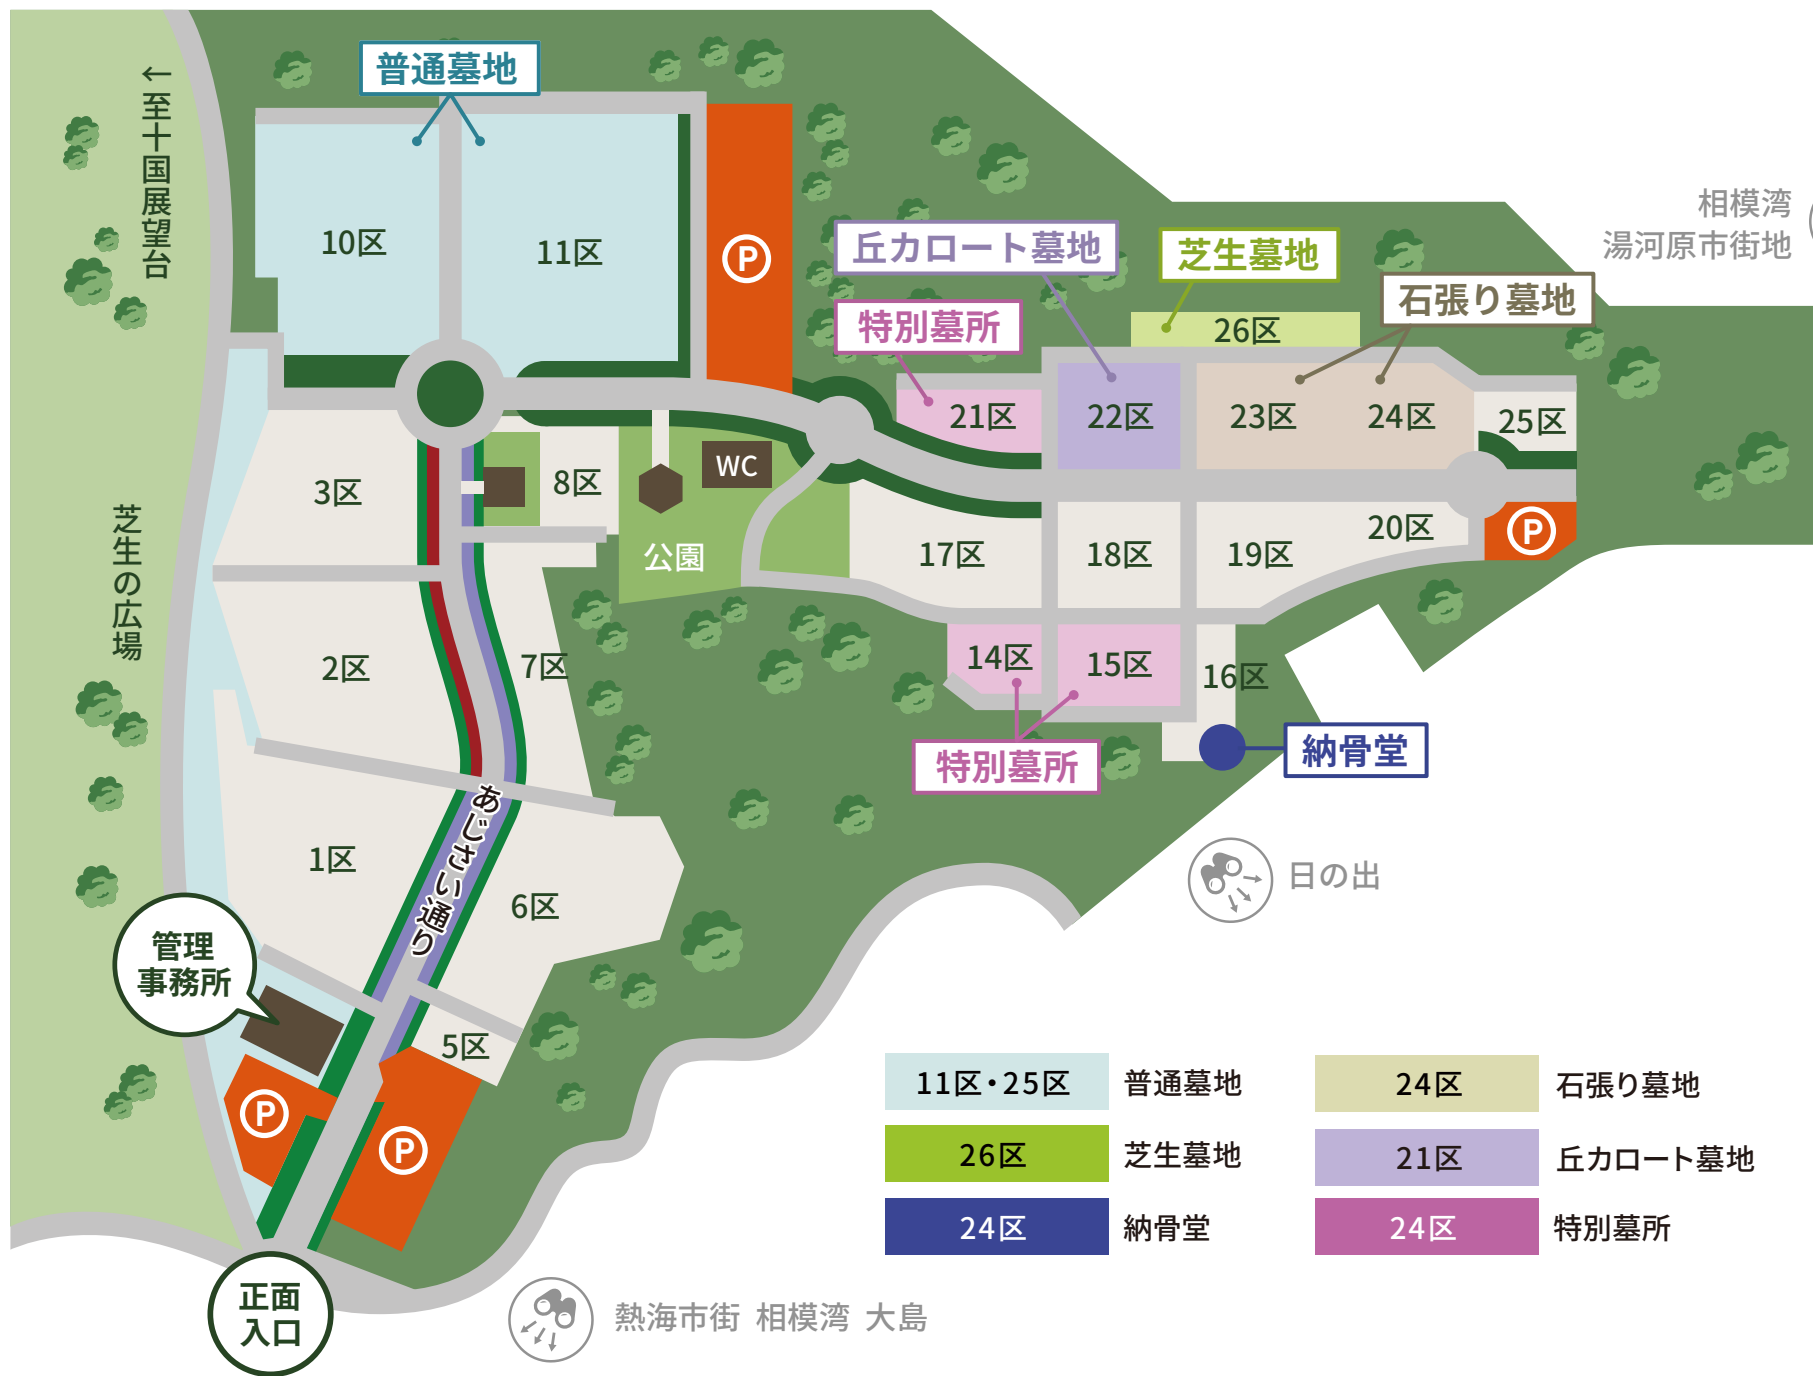 普通墓地
←至十国展望台
10区
11区
P
相模湾
湯河原市街地
丘カロート墓地
芝生墓地
特別墓所
石張り墓地
26区
21区
22区
23区
24区
25区
3区
8区
WC
公園
17区
18区
19区
20区
P
芝生の広場
2区
7区
14区
15区
16区
特別墓所
納骨堂
あじさい通り
1区
6区
日の出
管理
事務所
5区
P
P
正面
入口
熱海市街 相模湾 大島
11区・25区
普通墓地
24区
石張り墓地
26区
芝生墓地
21区
丘カロート墓地
24区
納骨堂
24区
特別墓所